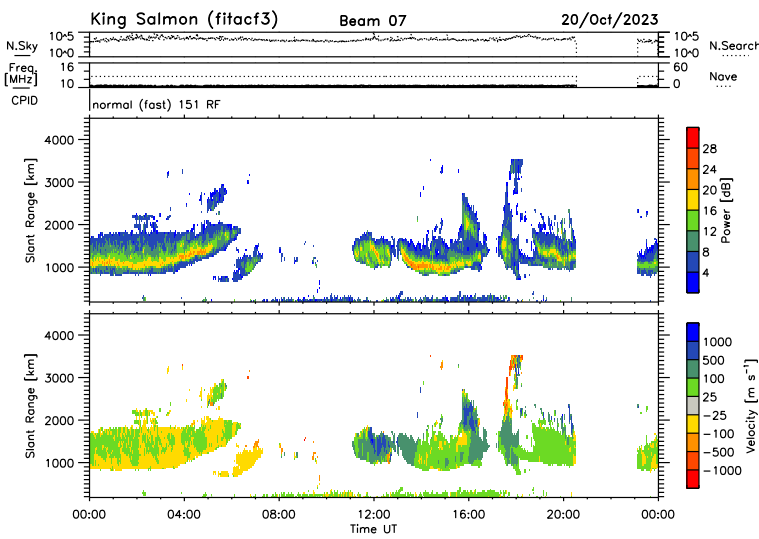 King Salmon (fitacf3) Beam 07 20/Oct/2023
N.Sky 10^5 10^0 10^5 10^0 N.Search
Freq. [MHz] 16 10 60 0 Nave
CPID normal (fast) 151 RF
Slant Range [km] 4000 3000 2000 1000
Power [dB] 28 24 20 16 12 8 4
Slant Range [km] 4000 3000 2000 1000
Velocity [m s⁻¹] 1000 500 100 25 −25 −100 −500 −1000
00:00 04:00 08:00 12:00 16:00 20:00 00:00
Time UT